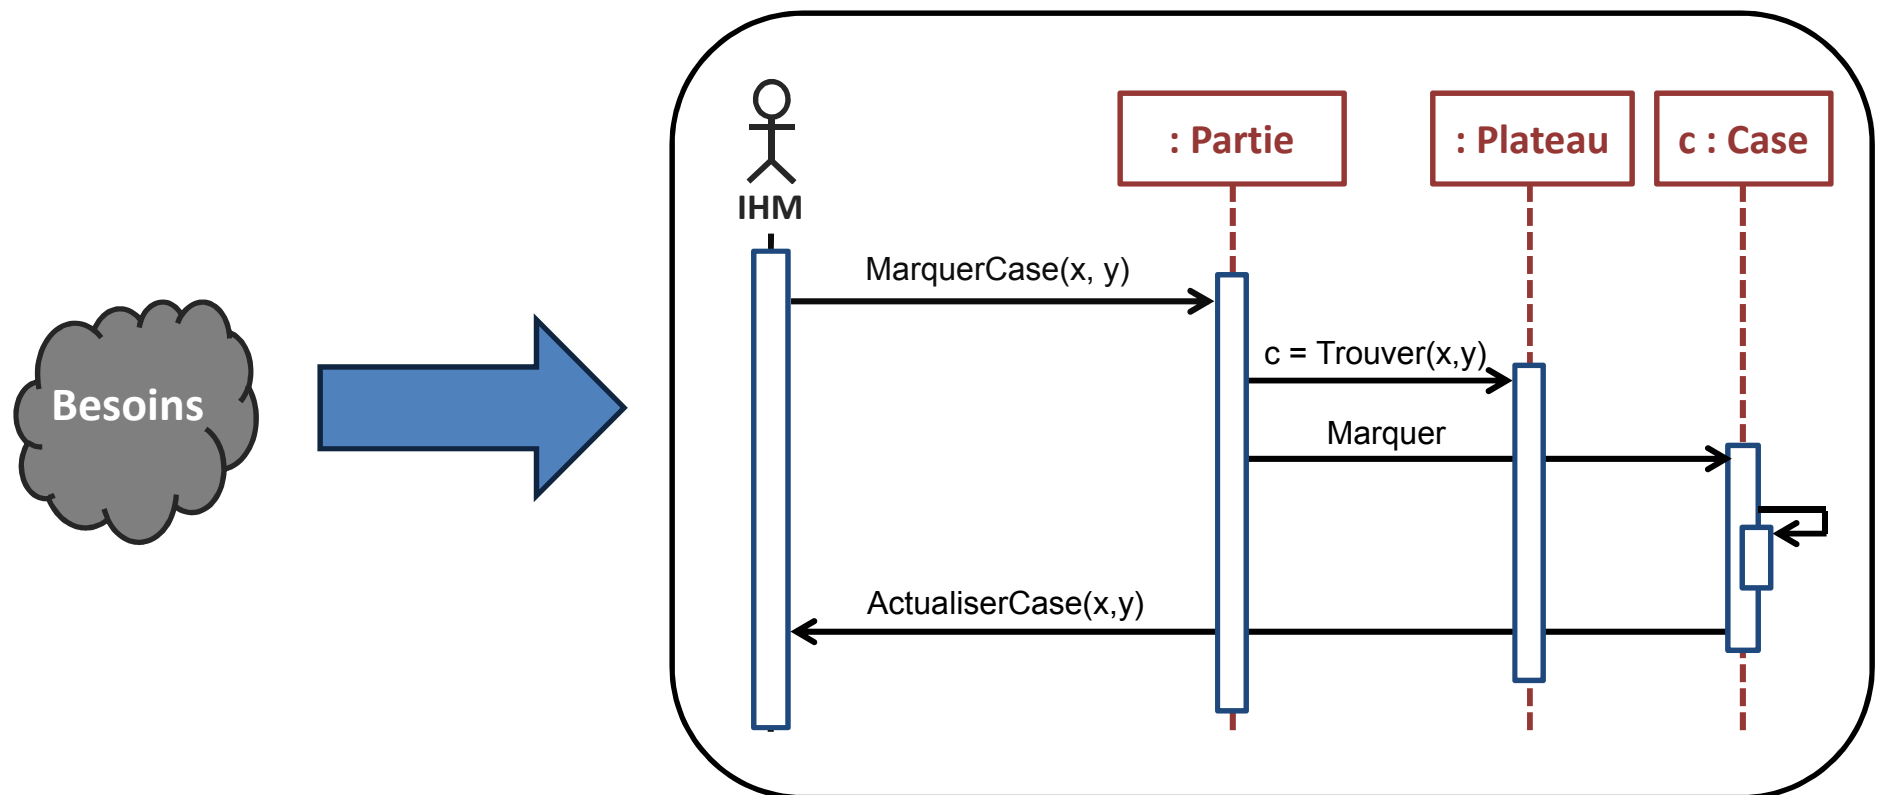 Besoins
IHM
: Partie
: Plateau
c : Case
MarquerCase(x, y)
c = Trouver(x,y)
Marquer
ActualiserCase(x,y)